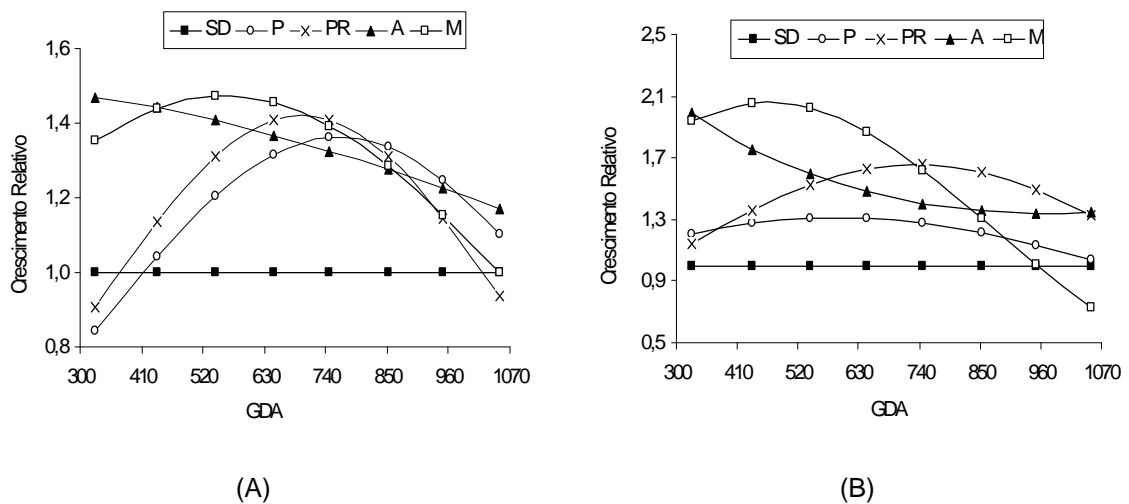 SD P PR A M
1,6
1,4
1,2
1,0
0,8
Crescimento Relativo
300 410 520 630 740 850 960 1070
GDA
(A)
SD P PR A M
2,5
2,1
1,7
1,3
0,9
0,5
Crescimento Relativo
300 410 520 630 740 850 960 1070
GDA
(B)